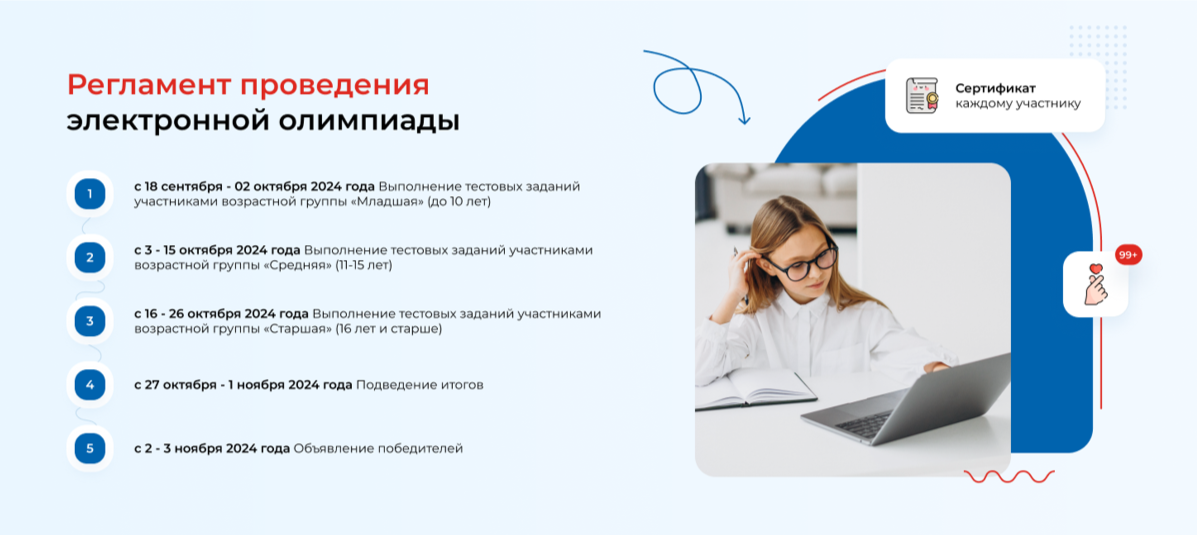 Регламент проведения
электронной олимпиады
1
с 18 сентября - 02 октября 2024 года Выполнение тестовых заданий
участниками возрастной группы «Младшая» (до 10 лет)
2
с 3 - 15 октября 2024 года Выполнение тестовых заданий участниками
возрастной группы «Средняя» (11-15 лет)
3
с 16 - 26 октября 2024 года Выполнение тестовых заданий участниками
возрастной группы «Старшая» (16 лет и старше)
4
с 27 октября - 1 ноября 2024 года Подведение итогов
5
с 2 - 3 ноября 2024 года Объявление победителей
Сертификат
каждому участнику
99+